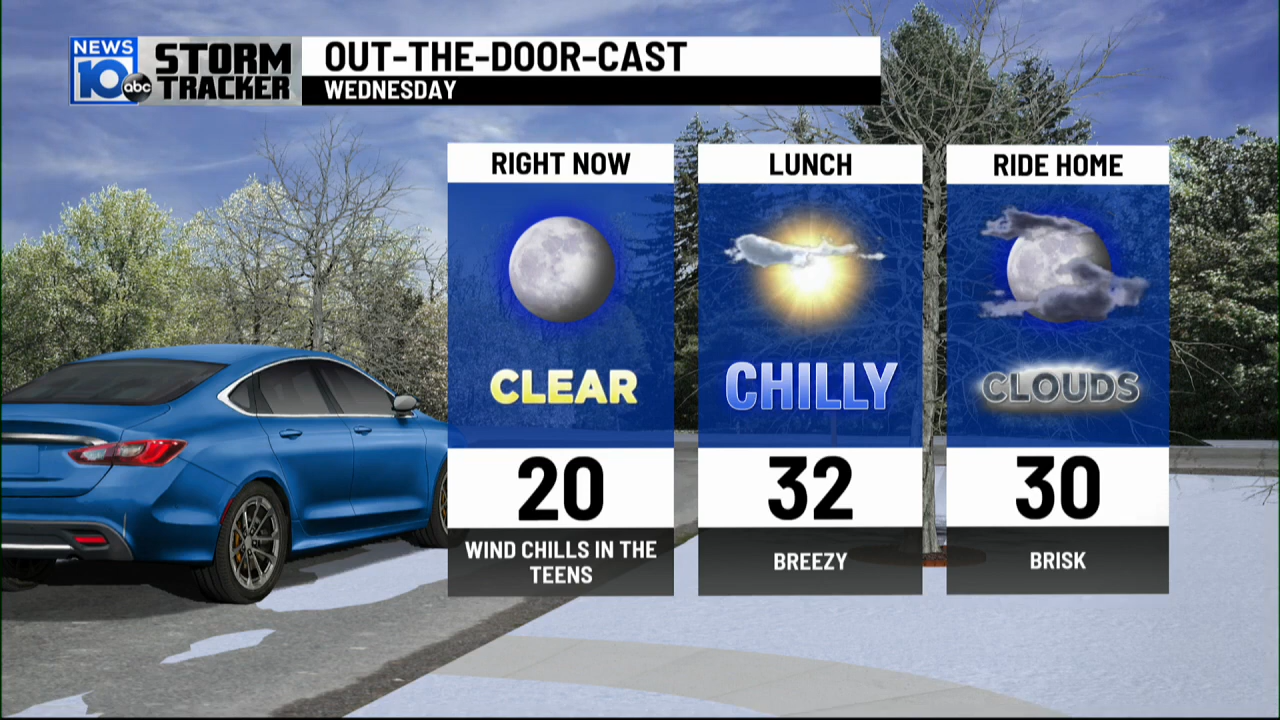 NEWS
10
abc
STORM
TRACKER
OUT-THE-DOOR-CAST
WEDNESDAY
RIGHT NOW
CLEAR
20
WIND CHILLS IN THE
TEENS
LUNCH
CHILLY
32
BREEZY
RIDE HOME
CLOUDS
30
BRISK